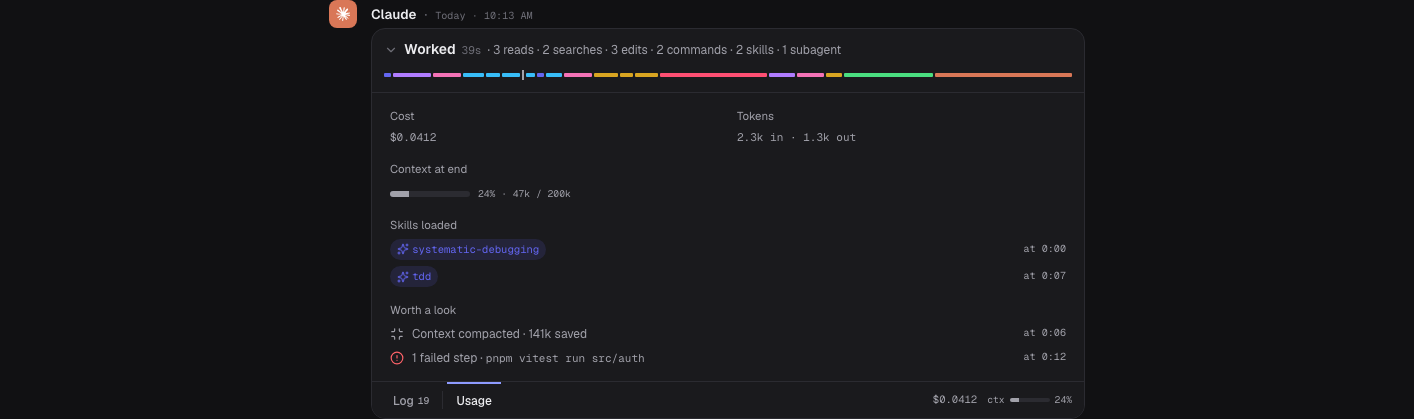 Claude · Today · 10:13 AM
Worked 39s · 3 reads · 2 searches · 3 edits · 2 commands · 2 skills · 1 subagent
Cost
$0.0412
Tokens
2.3k in · 1.3k out
Context at end
24% · 47k / 200k
Skills loaded
systematic-debugging at 0:00
tdd at 0:07
Worth a look
Context compacted · 141k saved at 0:06
1 failed step · pnpm vitest run src/auth at 0:12
Log 19 Usage $0.0412 ctx 24%